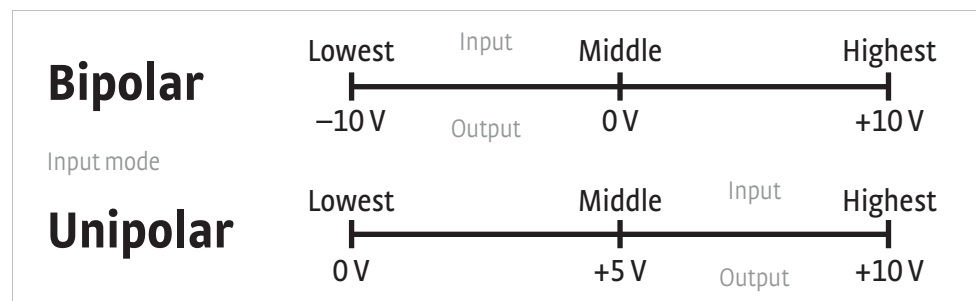 Lowest Input Middle Highest
Bipolar
–10 V Output 0 V +10 V
Input mode
Lowest Middle Input Highest
Unipolar
0 V +5 V Output +10 V